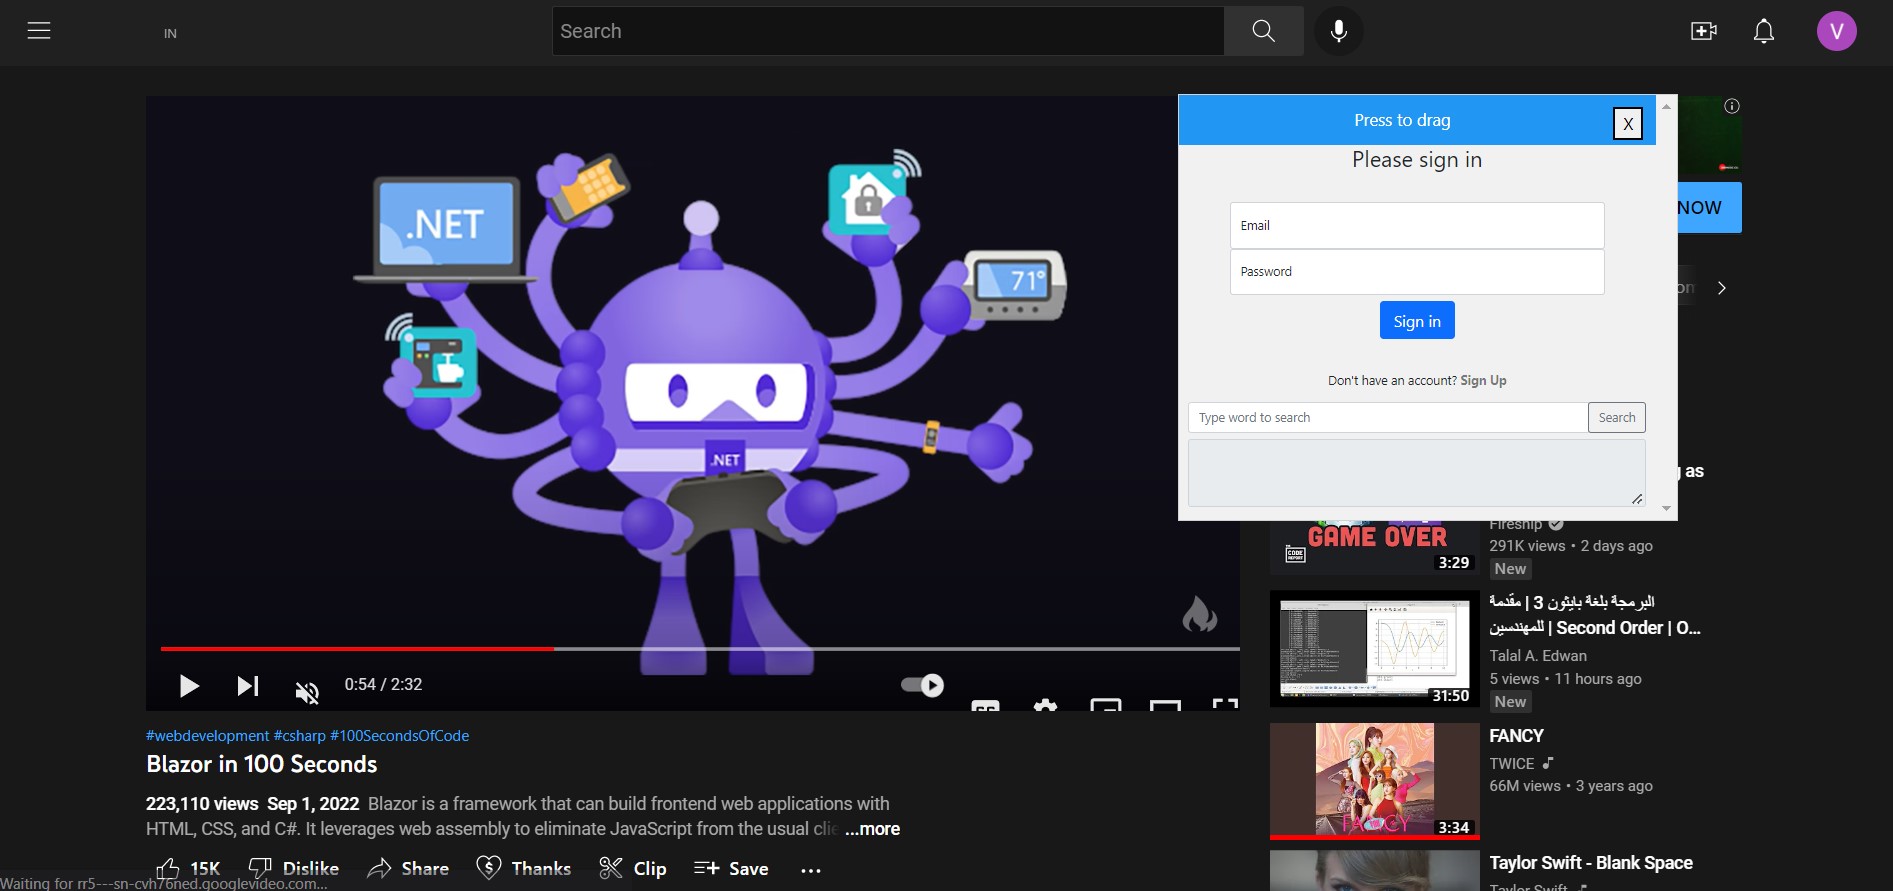 IN
Search
V
Press to drag
X
Please sign in
Email
Password
Sign in
Don't have an account? Sign Up
Type word to search
Search
NOW
.NET
71°
.NET
0:54 / 2:32
#webdevelopment #csharp #100SecondsOfCode
Blazor in 100 Seconds
223,110 views Sep 1, 2022 Blazor is a framework that can build frontend web applications with
HTML, CSS, and C#. It leverages web assembly to eliminate JavaScript from the usual clie ...more
15K
Dislike
Share
Thanks
Clip
Save
Waiting for rr5---sn-cvh76ned.googlevideo.com...
as
GAME OVER
CODE
REPORT
3:29
Fireship
291K views • 2 days ago
New
31:50
البرمجة بلغة بايثون 3 | مقدّمة
للمهندسين | Second Order | O...
Talal A. Edwan
5 views • 11 hours ago
New
FANCY
3:34
FANCY
TWICE
66M views • 3 years ago
Taylor Swift - Blank Space
Taylor Swift